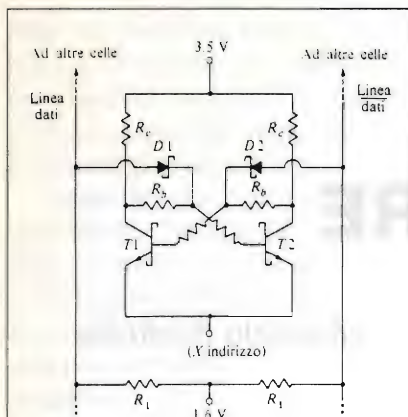 3.5 V
Ad altre celle
Ad altre celle
Linea
dati
Linea
dati
R_c
R_c
D1
D2
R_b
R_b
T1
T2
(X indirizzo)
R_1
R_1
1.6 V